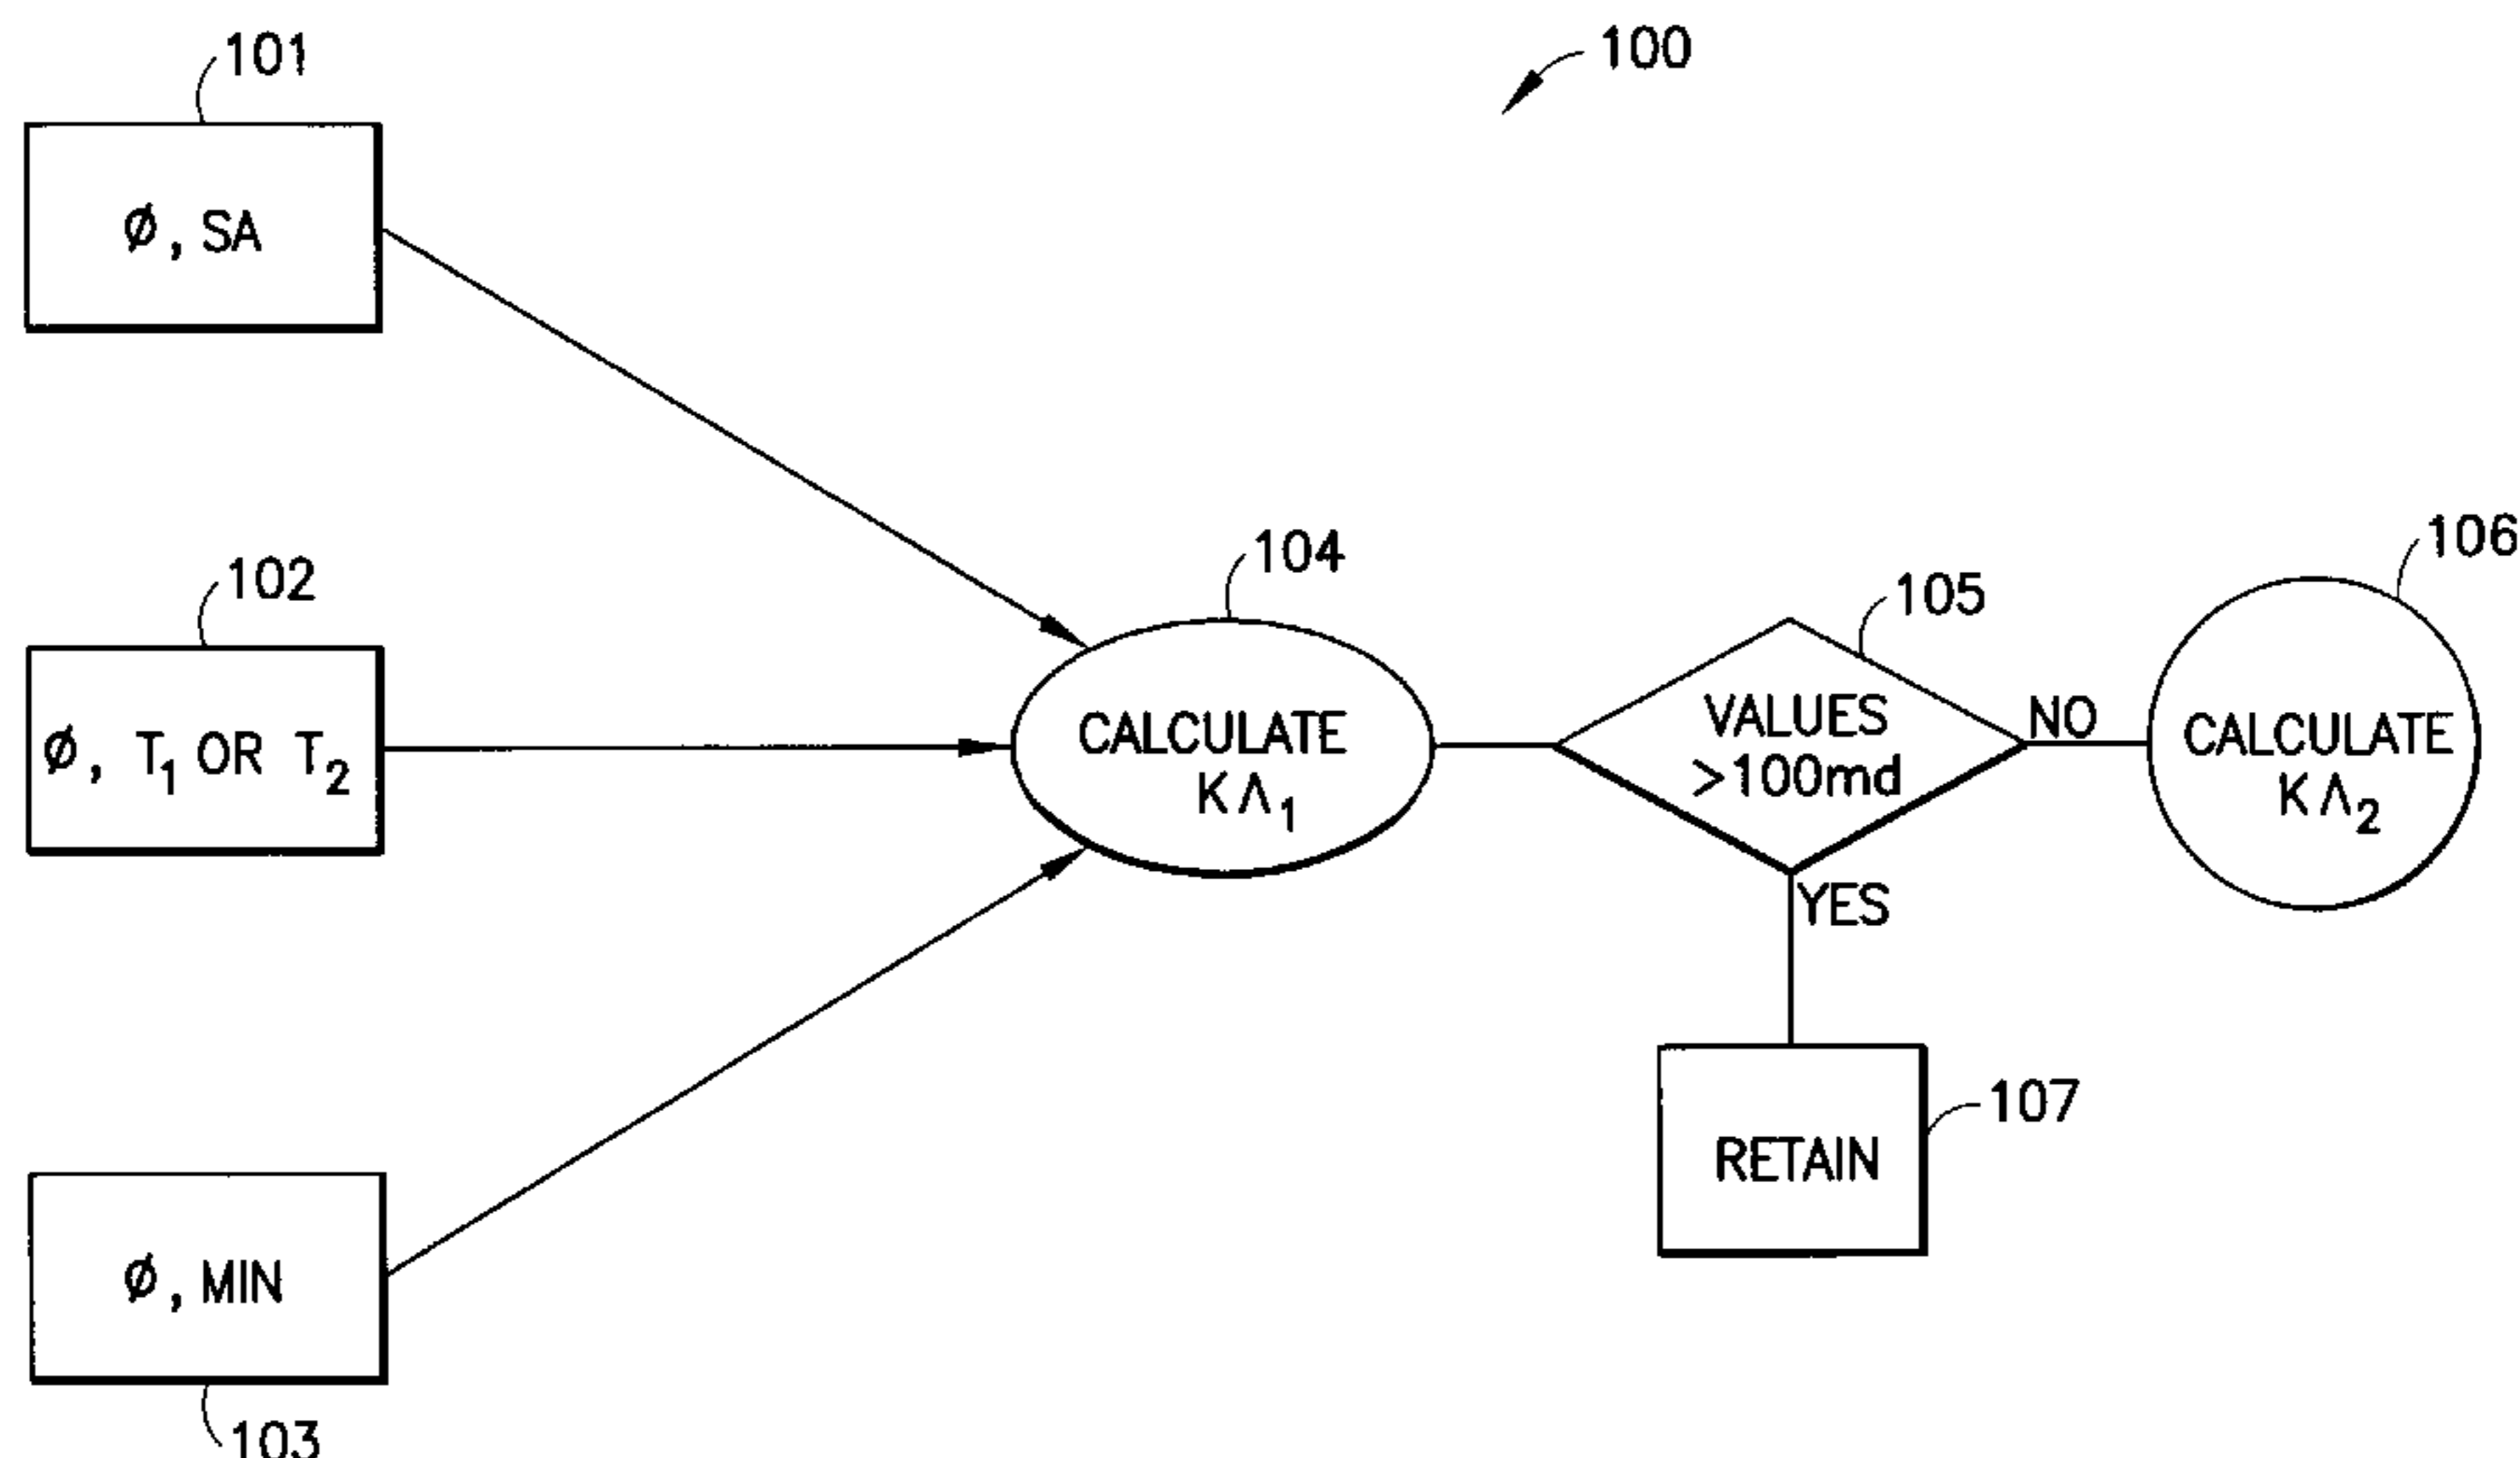 100
101
Ø, SA
102
Ø, T1 OR T2
103
Ø, MIN
104
CALCULATE
KΛ1
105
VALUES
>100md
NO
YES
106
CALCULATE
KΛ2
107
RETAIN